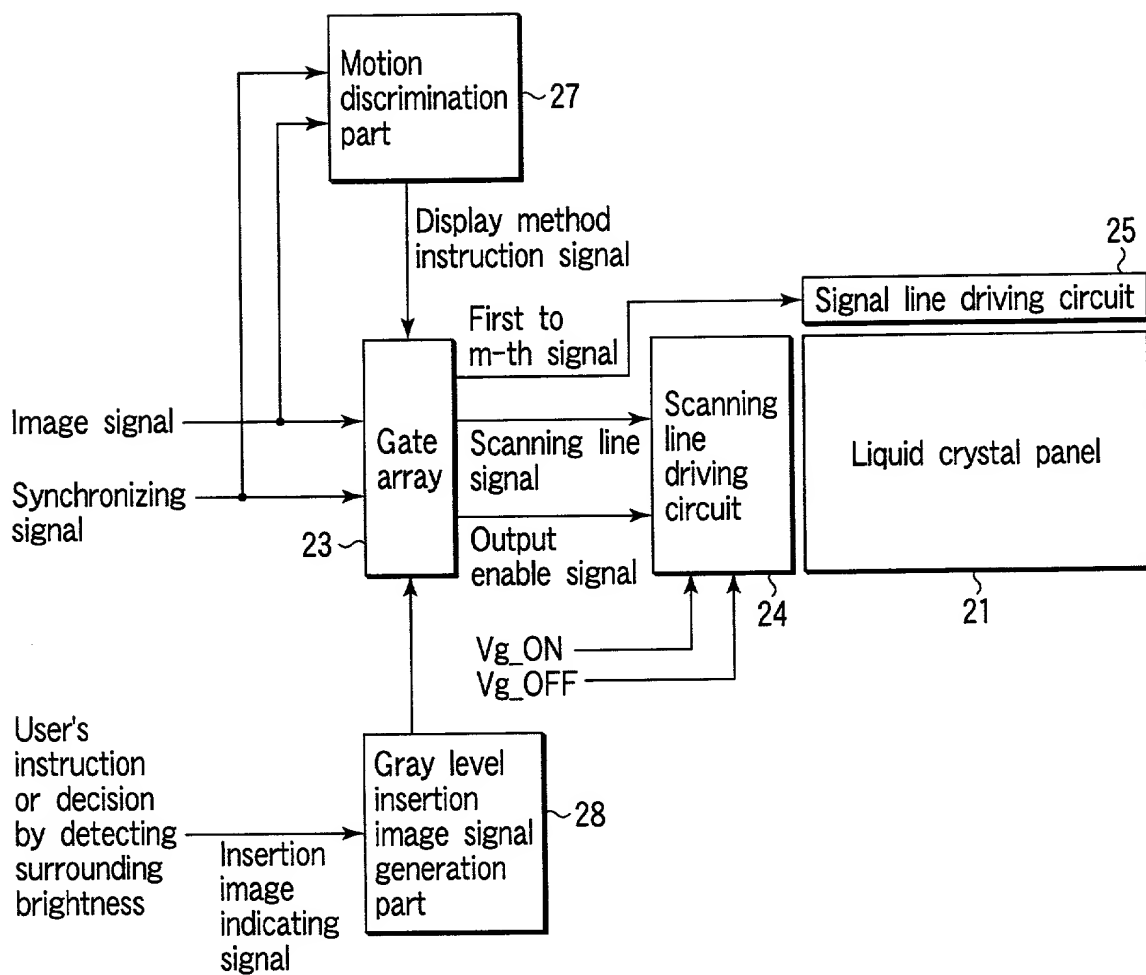 Motion
discrimination
part
27
Display method
instruction signal
25
Signal line driving circuit
First to
m-th signal
Image signal
Gate
array
Scanning line
signal
Scanning
line
driving
circuit
Liquid crystal panel
Synchronizing
signal
23
Output
enable signal
24
21
Vg_ON
Vg_OFF
User's
instruction
or decision
by detecting
surrounding
brightness
Insertion
image
indicating
signal
Gray level
insertion
image signal
generation
part
28